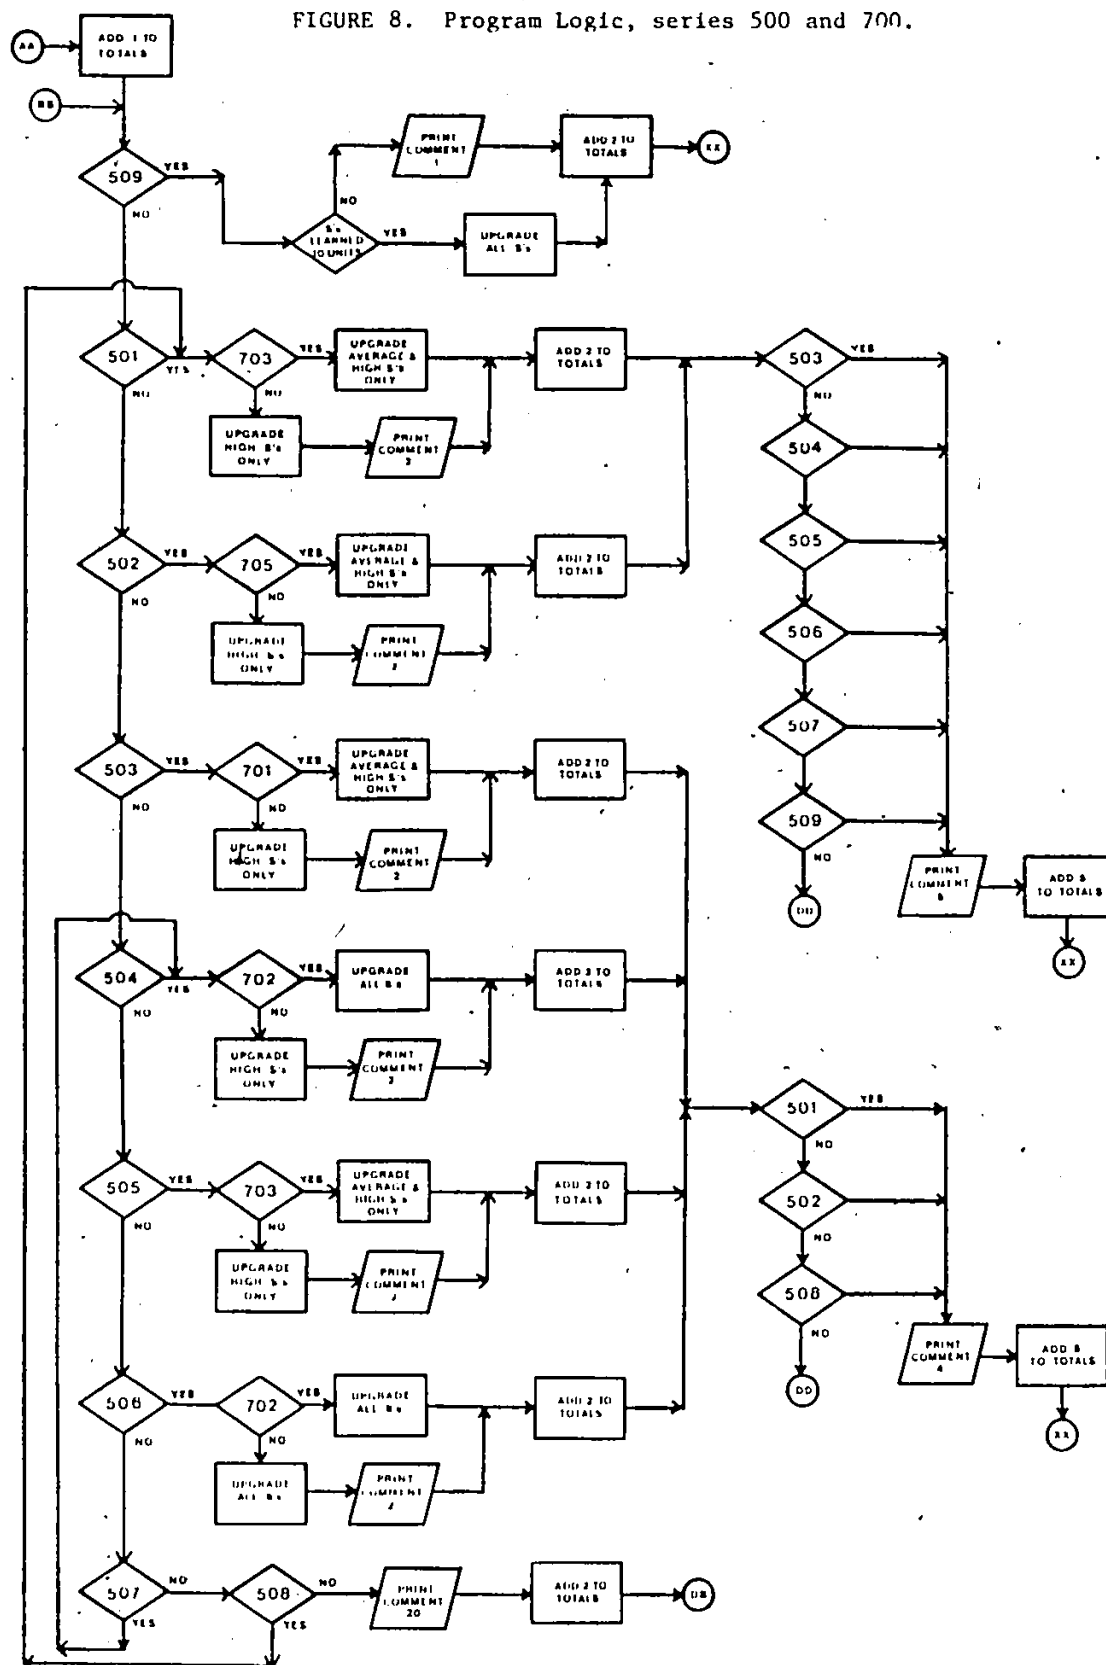 FIGURE 8. Program Logic, series 500 and 700.
AA
ADD 1 TO
TOTALS
509
YES
NO
S's
LEARNED
10 UNITS
NO
YES
PRINT
COMMENT
1
UPGRADE
ALL S's
ADD 2 TO
TOTALS
XX
501
YES
NO
703
YES
NO
UPGRADE
AVERAGE &
HIGH S's
ONLY
UPGRADE
HIGH S's
ONLY
PRINT
COMMENT
ADD 2 TO
TOTALS
502
YES
NO
705
YES
NO
UPGRADE
AVERAGE &
HIGH S's
ONLY
UPGRADE
HIGH S's
ONLY
PRINT
COMMENT
2
ADD 2 TO
TOTALS
503
YES
NO
701
YES
NO
UPGRADE
AVERAGE &
HIGH S's
ONLY
UPGRADE
HIGH S's
ONLY
PRINT
COMMENT
2
ADD 2 TO
TOTALS
504
YES
NO
702
YES
NO
UPGRADE
ALL S's
UPGRADE
HIGH S's
ONLY
PRINT
COMMENT
ADD TO
TOTALS
505
YES
NO
703
YES
NO
UPGRADE
AVERAGE &
HIGH S's
ONLY
UPGRADE
HIGH S's
ONLY
PRINT
COMMENT
ADD 2 TO
TOTALS
506
YES
NO
702
YES
NO
UPGRADE
ALL S's
UPGRADE
ALL S's
PRINT
COMMENT
2
ADD 2 TO
TOTALS
507
NO
YES
508
NO
YES
PRINT
COMMENT
20
ADD 2 TO
TOTALS
503
YES
NO
504
505
506
507
509
NO
DD
PRINT
COMMENT
ADD
TO TOTALS
XX
501
YES
NO
502
NO
508
NO
DD
PRINT
COMMENT
4
ADD
TO TOTALS
XX